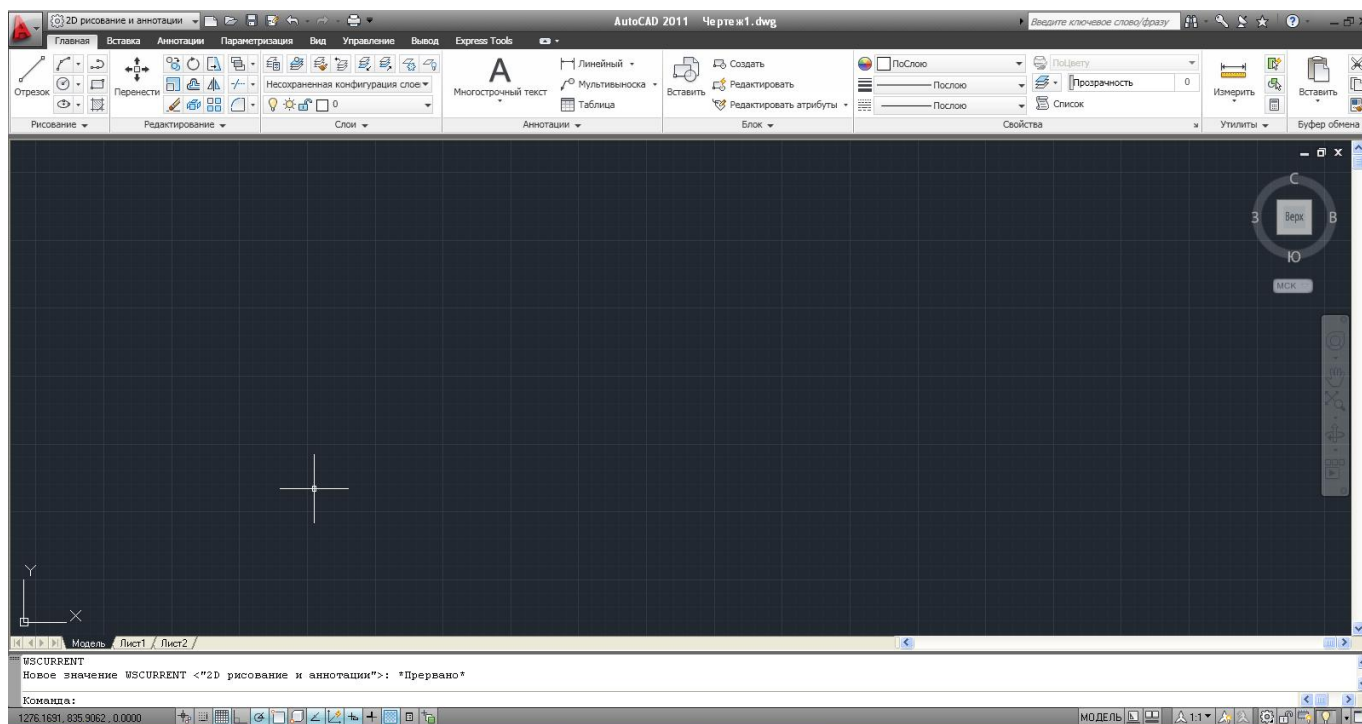 2D рисование и аннотации
AutoCAD 2011 Чертеж1.dwg
Введите ключевое слово/фразу
Главная Вставка Аннотации Параметризация Вид Управление Вывод Express Tools
Отрезок
Перенести
Несохраненная конфигурация слоев
0
Многострочный текст
Линейный
Мультивыноска
Таблица
Вставить
Создать
Редактировать
Редактировать атрибуты
ПоСлою
Послою
Послою
ПоЦвету
Прозрачность 0
Список
Измерить
Вставить
Рисование Редактирование Слои Аннотации Блок Свойства Утилиты Буфер обмена
С
З Верх В
Ю
МСК
Y
X
Модель Лист1 Лист2
WSCURRENT
Новое значение WSCURRENT <"2D рисование и аннотации">: *Прервано*
Команда:
1276.1691, 835.9062, 0.0000
МОДЕЛЬ
1:1